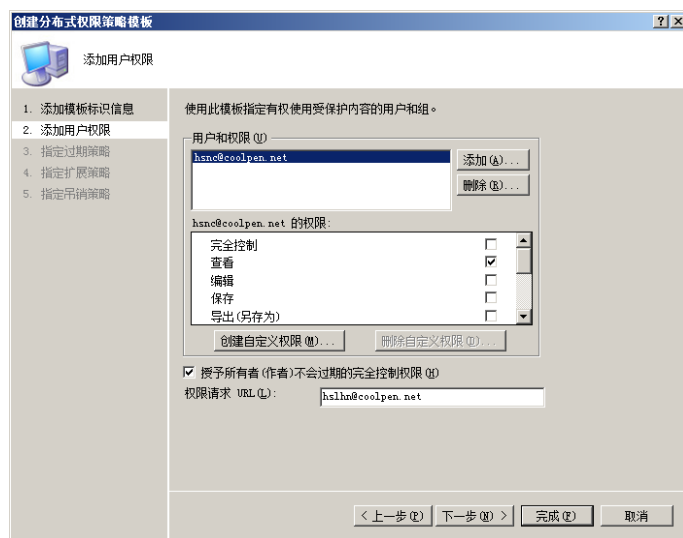 创建分布式权限策略模板
添加用户权限
1. 添加模板标识信息
2. 添加用户权限
3. 指定过期策略
4. 指定扩展策略
5. 指定吊销策略
使用此模板指定有权使用受保护内容的用户和组。
用户和权限(U)
hsnc@coolpen.net
添加(A)...
删除(R)...
hsnc@coolpen.net 的权限:
完全控制
查看
编辑
保存
导出(另存为)
创建自定义权限(M)...
删除自定义权限(D)...
授予所有者(作者)不会过期的完全控制权限(H)
权限请求 URL(L):
hslhn@coolpen.net
< 上一步(P)
下一步(N) >
完成(F)
取消